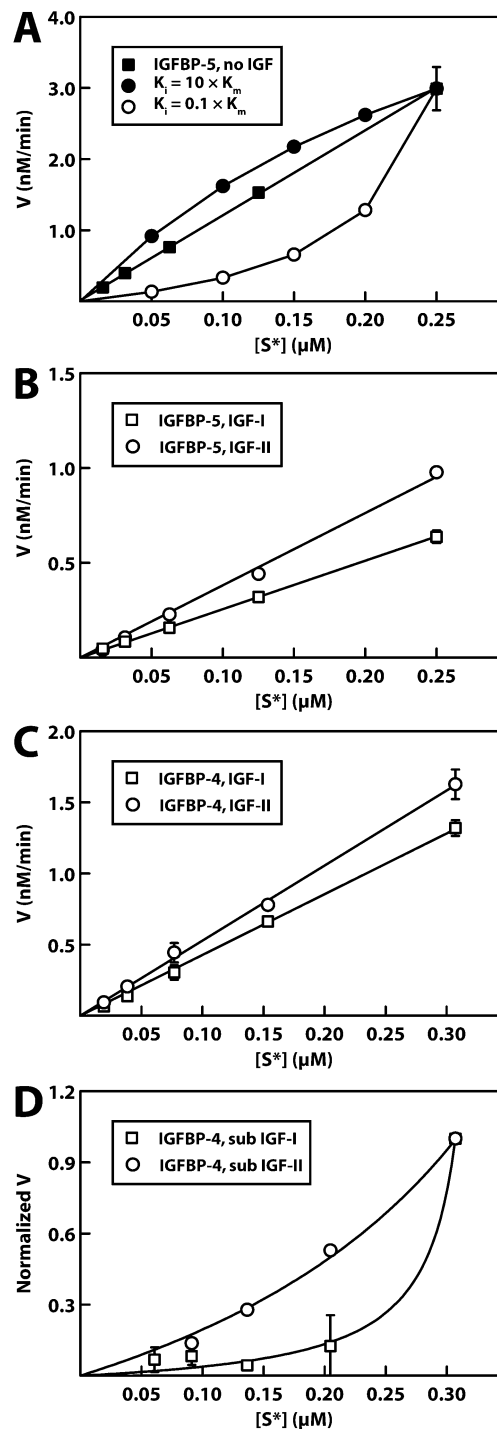 A
4.0
3.0
2.0
1.0
V (nM/min)
IGFBP-5, no IGF
Ki = 10 × Km
Ki = 0.1 × Km
0.05 0.10 0.15 0.20 0.25
[S*] (µM)
B
1.5
1.0
0.5
V (nM/min)
IGFBP-5, IGF-I
IGFBP-5, IGF-II
0.05 0.10 0.15 0.20 0.25
[S*] (µM)
C
2.0
1.5
1.0
0.5
V (nM/min)
IGFBP-4, IGF-I
IGFBP-4, IGF-II
0.05 0.10 0.15 0.20 0.25 0.30
[S*] (µM)
D
1.2
0.9
0.6
0.3
Normalized V
IGFBP-4, sub IGF-I
IGFBP-4, sub IGF-II
0.05 0.10 0.15 0.20 0.25 0.30
[S*] (µM)